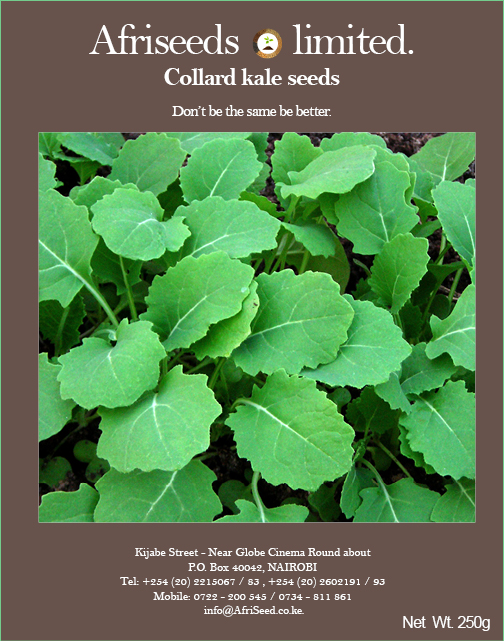 Afriseeds limited.
Collard kale seeds
Don't be the same be better.
Kijabe Street - Near Globe Cinema Round about
P.O. Box 40042, NAIROBI
Tel: +254 (20) 2215067 / 83 , +254 (20) 2602191 / 93
Mobile: 0722 - 200 545 / 0734 - 811 861
info@AfriSeed.co.ke.
Net Wt. 250g